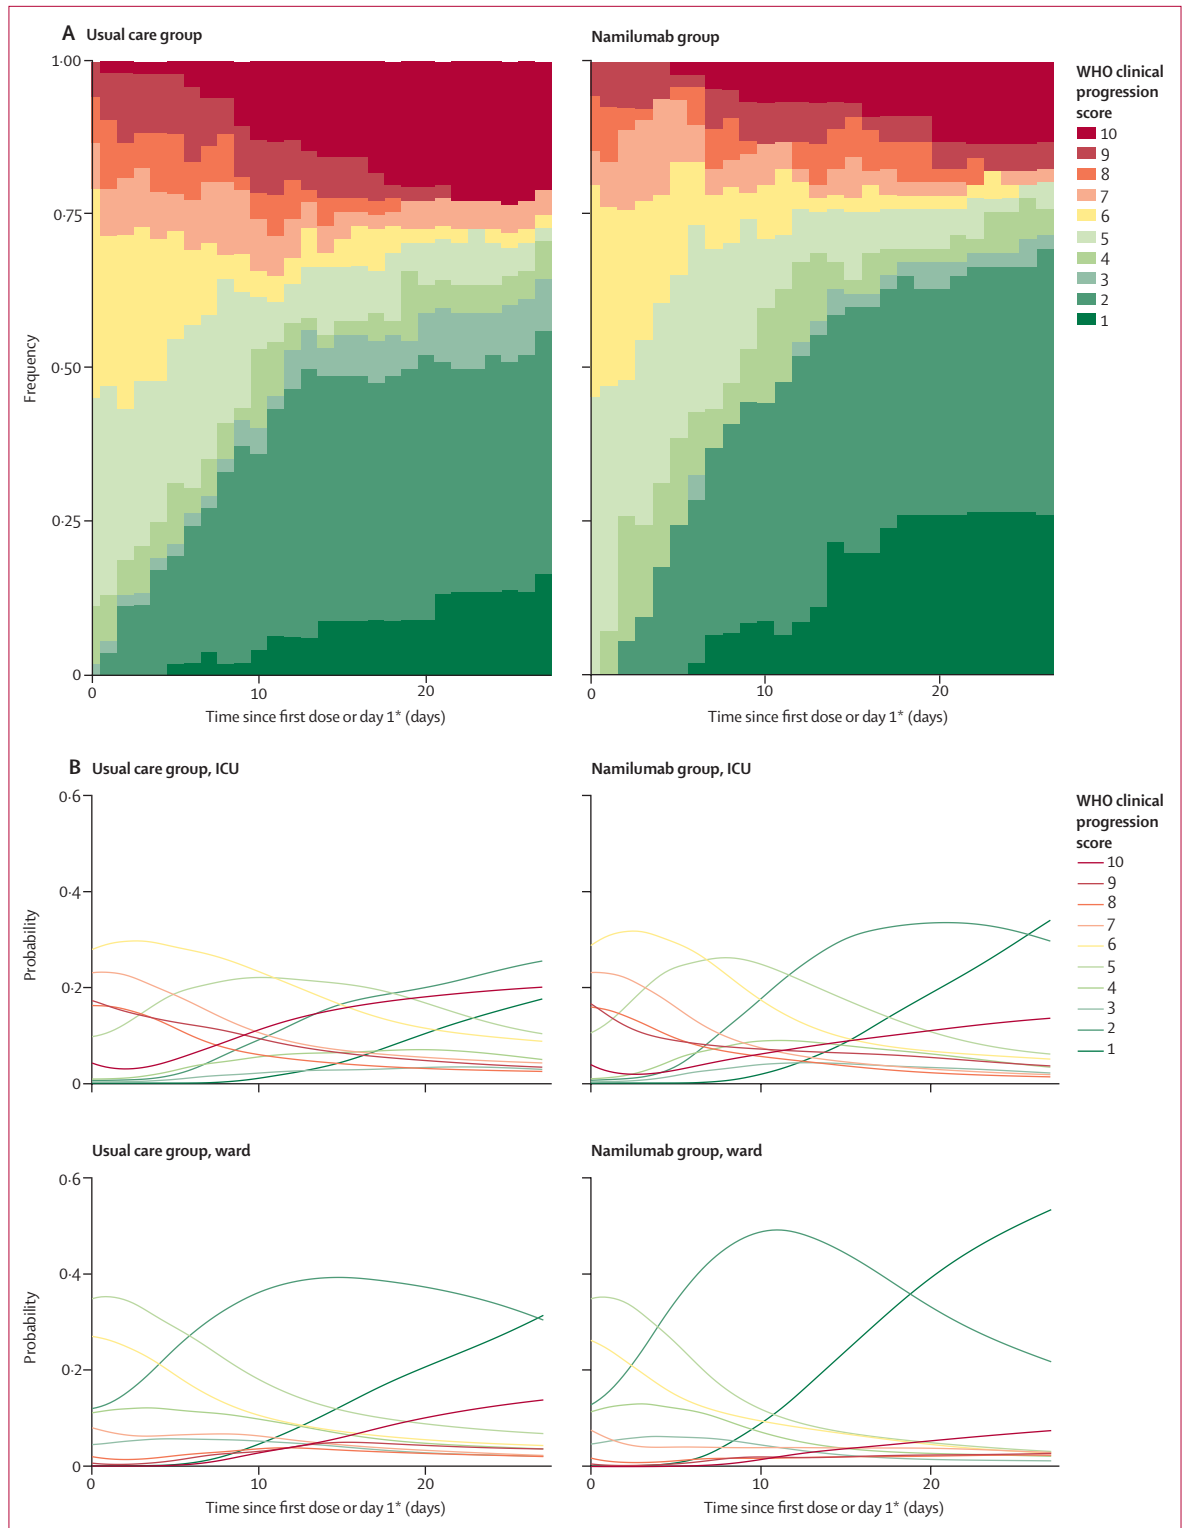 A Usual care group
Namilumab group
1·00
0·75
0·50
0·25
0
Frequency
0
10
20
Time since first dose or day 1* (days)
0
10
20
Time since first dose or day 1* (days)
WHO clinical
progression
score
10
9
8
7
6
5
4
3
2
1
B Usual care group, ICU
Namilumab group, ICU
0·6
0·4
0·2
0
Probability
WHO clinical
progression
score
10
9
8
7
6
5
4
3
2
1
Usual care group, ward
Namilumab group, ward
0·6
0·4
0·2
0
Probability
0
10
20
Time since first dose or day 1* (days)
0
10
20
Time since first dose or day 1* (days)